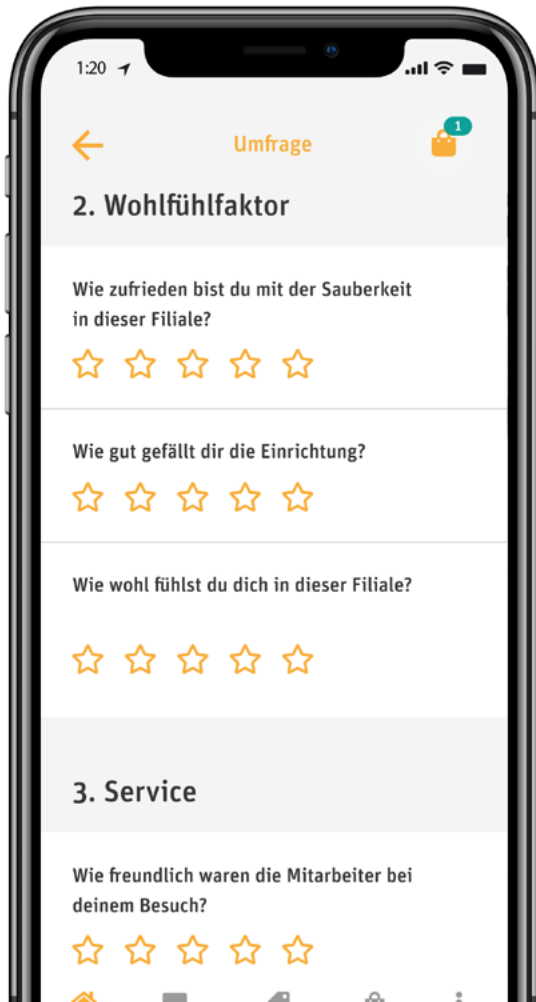 1:20
1
Umfrage
2. Wohlfühlfaktor
Wie zufrieden bist du mit der Sauberkeit
in dieser Filiale?
Wie gut gefällt dir die Einrichtung?
Wie wohl fühlst du dich in dieser Filiale?
3. Service
Wie freundlich waren die Mitarbeiter bei
deinem Besuch?